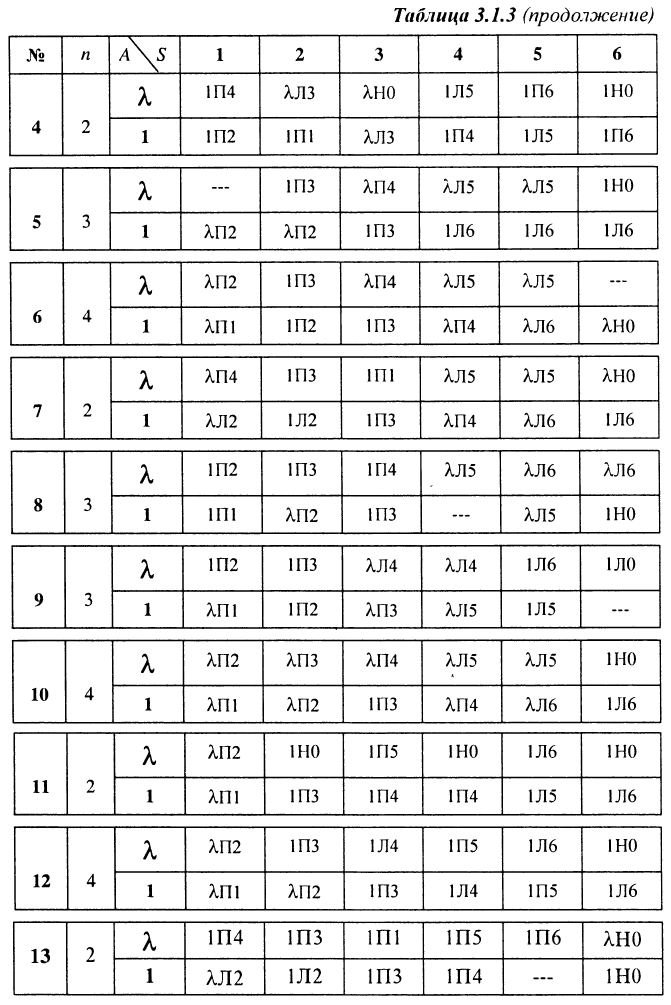 Таблица 3.1.3 (продолжение)
№ n A \ S 1 2 3 4 5 6
4 2 λ 1П4 λЛ3 λН0 1Л5 1П6 1Н0
1 1П2 1П1 λЛ3 1П4 1Л5 1П6
5 3 λ --- 1П3 λП4 λЛ5 λЛ5 1Н0
1 λП2 λП2 1П3 1Л6 1Л6 1Л6
6 4 λ λП2 1П3 λП4 λЛ5 λЛ5 ---
1 λП1 1П2 1П3 λП4 λЛ6 λН0
7 2 λ λП4 1П3 1П1 λЛ5 λЛ5 λН0
1 λЛ2 1Л2 1П3 λП4 λЛ6 1Л6
8 3 λ 1П2 1П3 1П4 λЛ5 λЛ6 λЛ6
1 1П1 λП2 1П3 --- λЛ5 1Н0
9 3 λ 1П2 1П3 λЛ4 λЛ4 1Л6 1Л0
1 λП1 1П2 λП3 λЛ5 1Л5 ---
10 4 λ λП2 λП3 λП4 λЛ5 λЛ5 1Н0
1 λП1 λП2 1П3 λП4 λЛ6 1Л6
11 2 λ λП2 1Н0 1П5 1Н0 1Л6 1Н0
1 λП1 1П3 1П4 1П4 1Л5 1Л6
12 4 λ λП2 1П3 1Л4 1П5 1Л6 1Н0
1 λП1 λП2 1П3 1Л4 1П5 1Л6
13 2 λ 1П4 1П3 1П1 1П5 1П6 λН0
1 λЛ2 1Л2 1П3 1П4 --- 1Н0